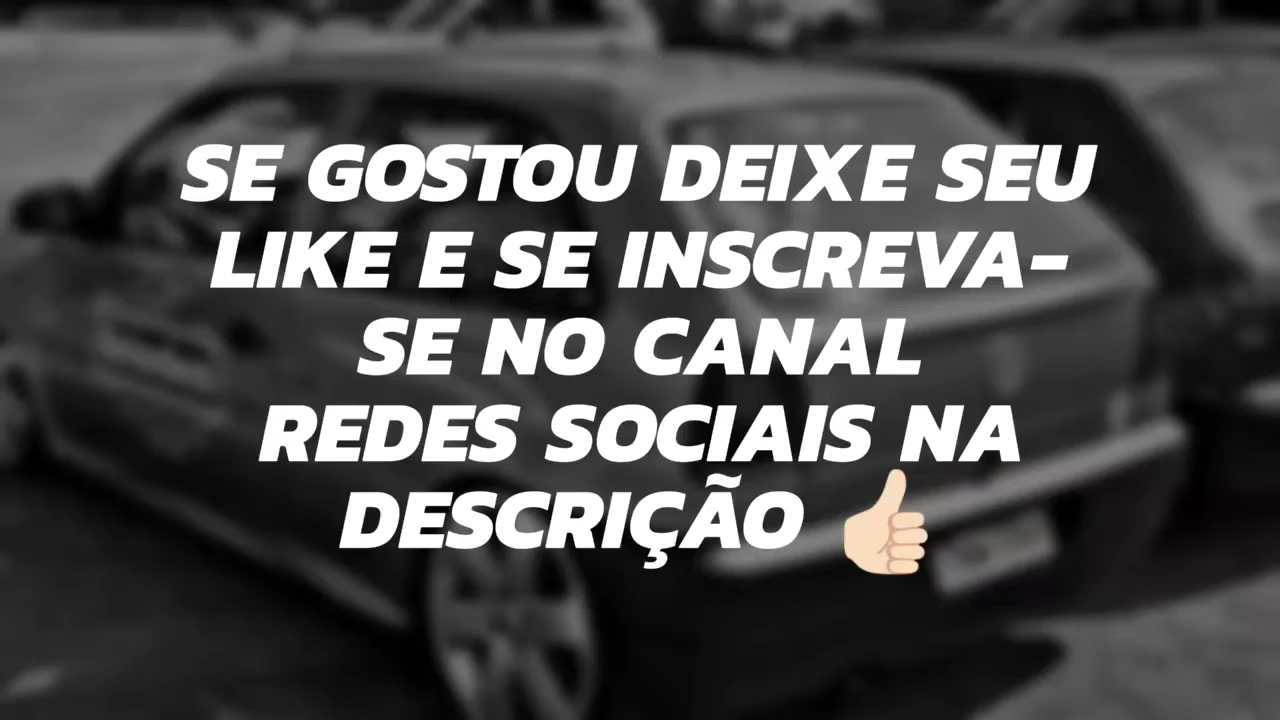 SE GOSTOU DEIXE SEU
LIKE E SE INSCREVA-
SE NO CANAL
REDES SOCIAIS NA
DESCRIÇÃO 👍🏻